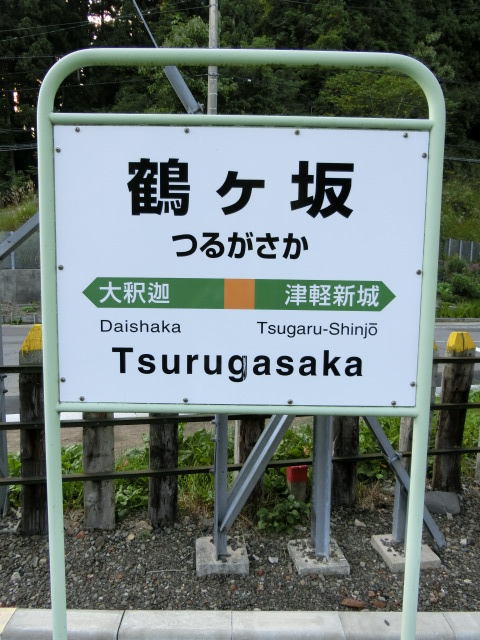 鶴ヶ坂
つるがさか
大釈迦 津軽新城
Daishaka Tsugaru-Shinjō
Tsurugasaka